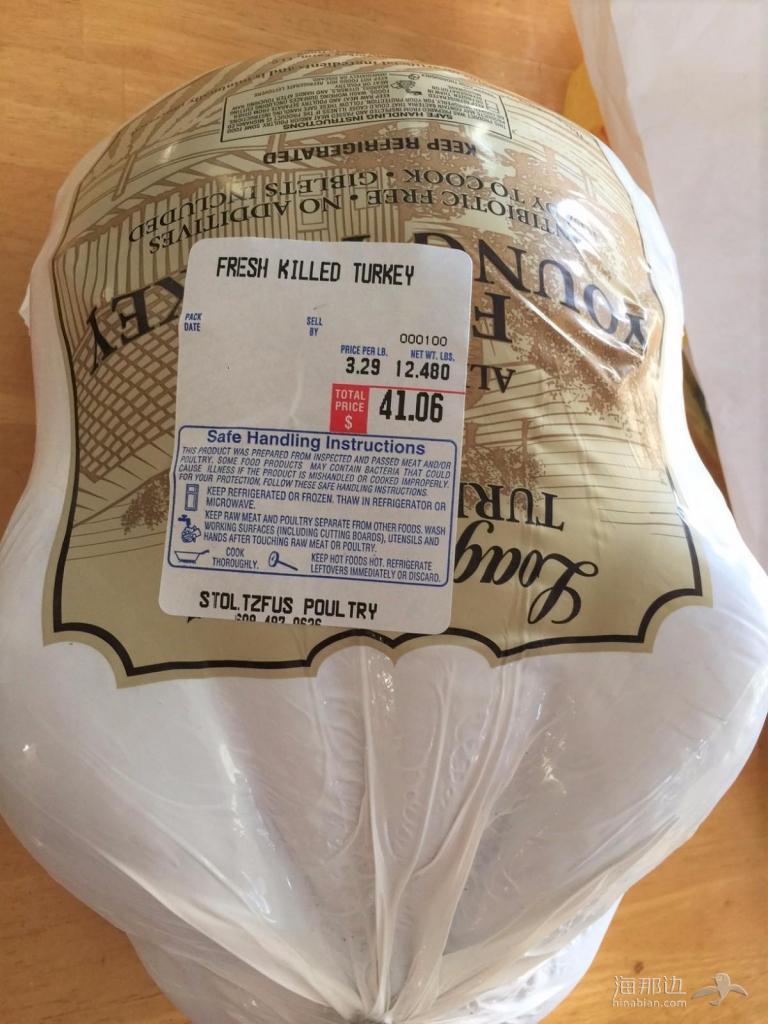 FRESH KILLED TURKEY
PACK DATE
SELL BY
000100
PRICE PER LB. NET WT. LBS.
3.29 12.480
TOTAL PRICE $ 41.06
Safe Handling Instructions
THIS PRODUCT WAS PREPARED FROM INSPECTED AND PASSED MEAT AND/OR
POULTRY. SOME FOOD PRODUCTS MAY CONTAIN BACTERIA THAT COULD
CAUSE ILLNESS IF THE PRODUCT IS MISHANDLED OR COOKED IMPROPERLY.
FOR YOUR PROTECTION, FOLLOW THESE SAFE HANDLING INSTRUCTIONS.
KEEP REFRIGERATED OR FROZEN. THAW IN REFRIGERATOR OR
MICROWAVE.
KEEP RAW MEAT AND POULTRY SEPARATE FROM OTHER FOODS. WASH
WORKING SURFACES (INCLUDING CUTTING BOARDS), UTENSILS AND
HANDS AFTER TOUCHING RAW MEAT OR POULTRY.
COOK
THOROUGHLY.
KEEP HOT FOODS HOT. REFRIGERATE
LEFTOVERS IMMEDIATELY OR DISCARD.
STOLTZFUS POULTRY
YOUNG
ANTIBIOTIC FREE • NO ADDITIVES
READY TO COOK • GIBLETS INCLUDED
KEEP REFRIGERATED
SAFE HANDLING INSTRUCTIONS
海那边
hinabian.com